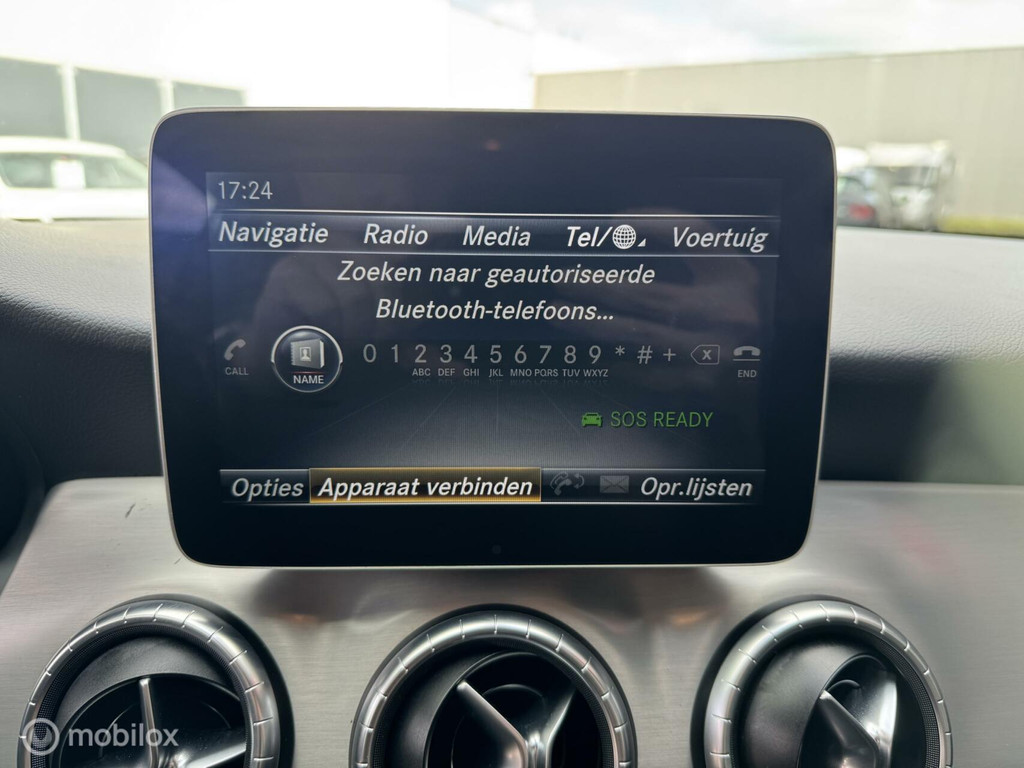 17:24
Navigatie Radio Media Tel/ Voertuig
Zoeken naar geautoriseerde
Bluetooth-telefoons...
CALL NAME 0 1 2 3 4 5 6 7 8 9 * # + x END
ABC DEF GHI JKL MNO PQRS TUV WXYZ
SOS READY
Opties Apparaat verbinden Opr.lijsten
mobilox